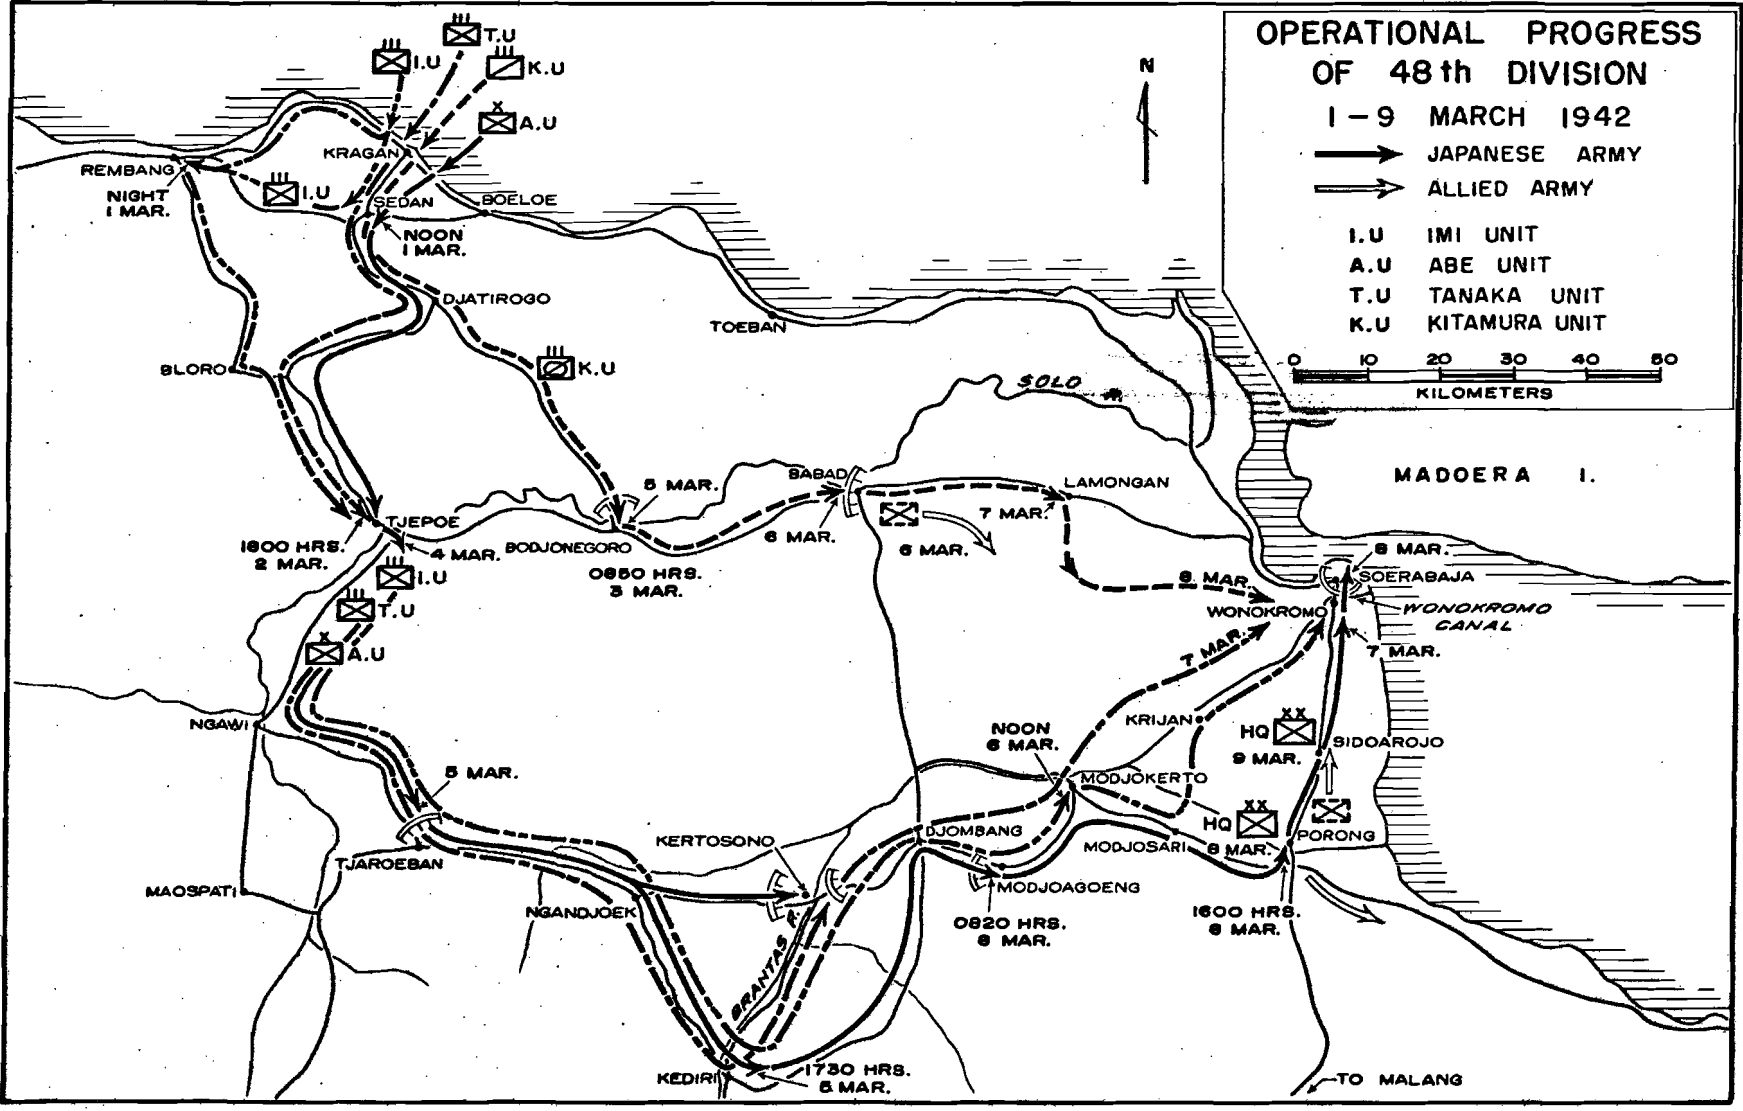 OPERATIONAL PROGRESS
OF 48th DIVISION
1-9 MARCH 1942
JAPANESE ARMY
ALLIED ARMY
I.U IMI UNIT
A.U ABE UNIT
T.U TANAKA UNIT
K.U KITAMURA UNIT
0 10 20 30 40 50
KILOMETERS
N
T.U
I.U
K.U
A.U
KRAGAN
REMBANG
NIGHT
1 MAR.
I.U
SEDAN
BOELOE
NOON
1 MAR.
DJATIROGO
TOEBAN
BLORO
K.U
SOLO
MADOERA I.
BABAD
5 MAR.
LAMONGAN
TJEPOE
1600 HRS.
2 MAR.
4 MAR.
BODJONEGORO
6 MAR.
6 MAR.
7 MAR.
0650 HRS.
3 MAR.
I.U
T.U
A.U
8 MAR.
SOERABAJA
8 MAR.
WONOKROMO
WONOKROMO
CANAL
7 MAR.
7 MAR.
NGAWI
KRIJAN
NOON
6 MAR.
XX
HQ
SIDOAROJO
9 MAR.
5 MAR.
MODJOKERTO
XX
HQ
PORONG
8 MAR.
KERTOSONO
DJOMBANG
MODJOSARI
TJAROEBAN
MAOSPATI
MODJOAGOENG
NGANDJOEK
BRANTAS R.
0820 HRS.
6 MAR.
1600 HRS.
8 MAR.
KEDIRI
1730 HRS.
5 MAR.
TO MALANG